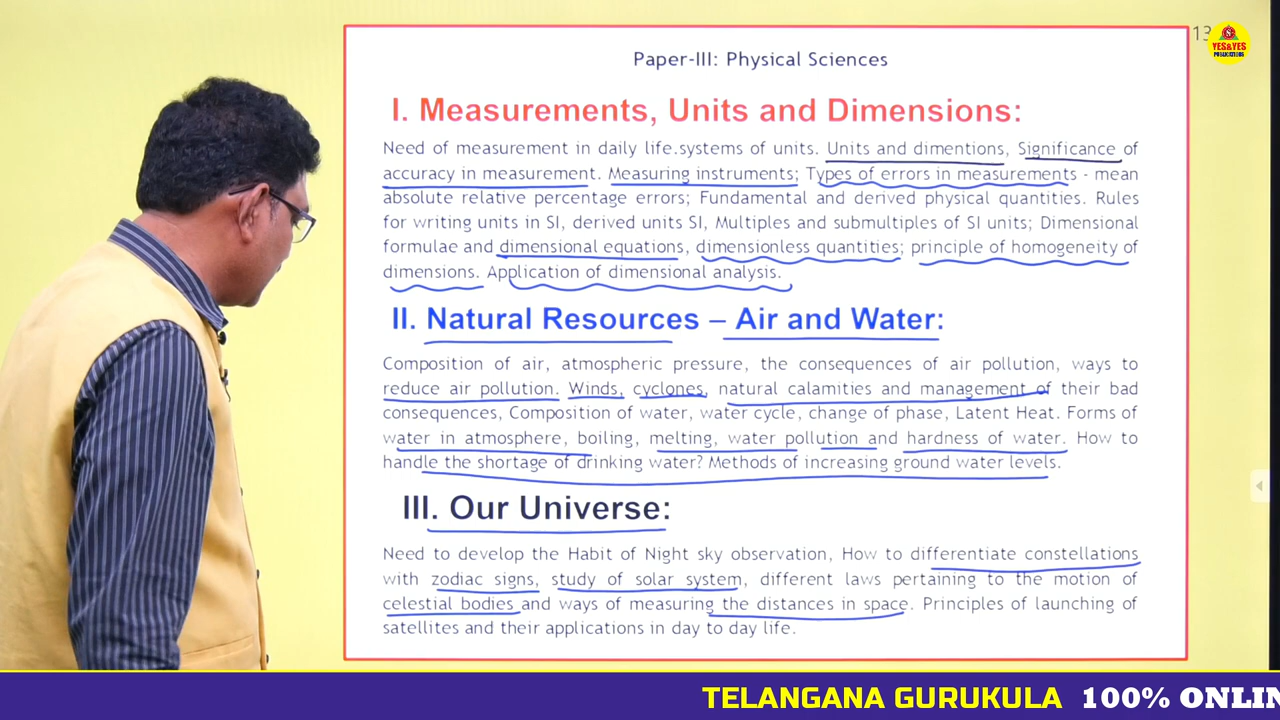 13
YES&YES
PUBLICATIONS
Paper-III: Physical Sciences
I. Measurements, Units and Dimensions:
Need of measurement in daily life.systems of units. Units and dimentions, Significance of
accuracy in measurement. Measuring instruments; Types of errors in measurements - mean
absolute relative percentage errors; Fundamental and derived physical quantities. Rules
for writing units in SI, derived units SI, Multiples and submultiples of SI units; Dimensional
formulae and dimensional equations, dimensionless quantities; principle of homogeneity of
dimensions. Application of dimensional analysis.
II. Natural Resources – Air and Water:
Composition of air, atmospheric pressure, the consequences of air pollution, ways to
reduce air pollution. Winds, cyclones, natural calamities and management of their bad
consequences, Composition of water, water cycle, change of phase, Latent Heat. Forms of
water in atmosphere, boiling, melting, water pollution and hardness of water. How to
handle the shortage of drinking water? Methods of increasing ground water levels.
III. Our Universe:
Need to develop the Habit of Night sky observation, How to differentiate constellations
with zodiac signs, study of solar system, different laws pertaining to the motion of
celestial bodies and ways of measuring the distances in space. Principles of launching of
satellites and their applications in day to day life.
TELANGANA GURUKULA 100% ONLIN